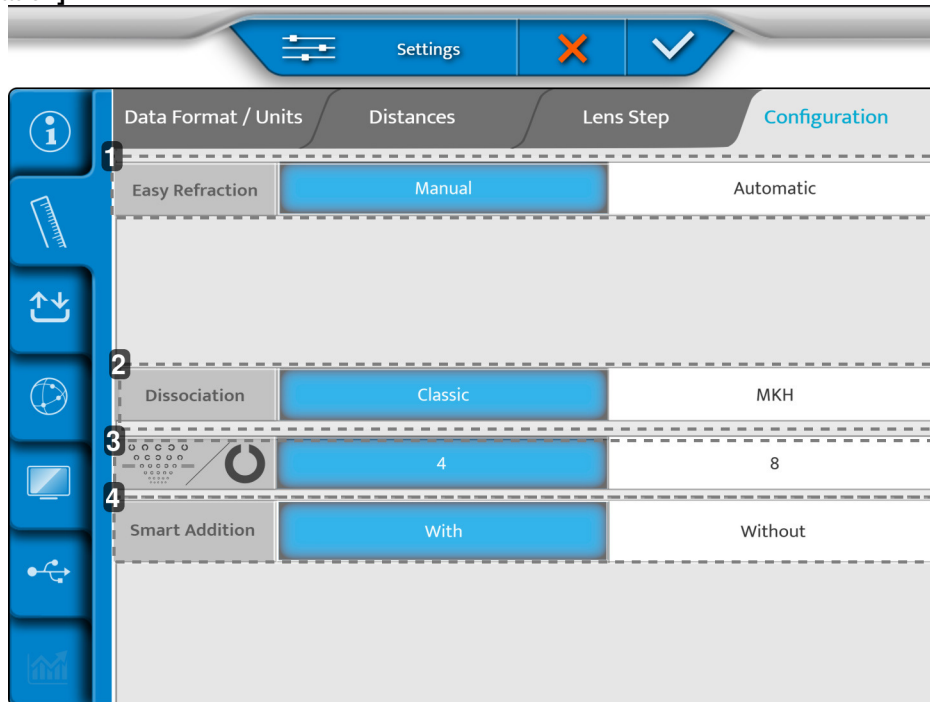 Settings
Data Format / Units Distances Lens Step Configuration
1
Easy Refraction Manual Automatic
2
Dissociation Classic MKH
3
4 8
4
Smart Addition With Without